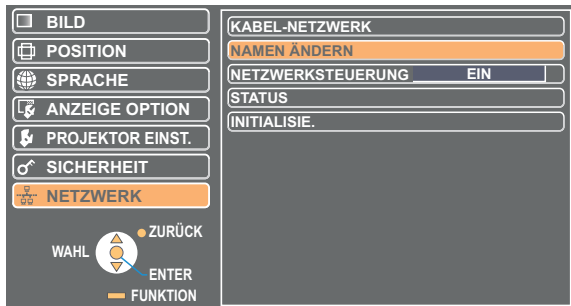 BILD
POSITION
SPRACHE
ANZEIGE OPTION
PROJEKTOR EINST.
SICHERHEIT
NETZWERK
ZURÜCK
WAHL
ENTER
FUNKTION
KABEL-NETZWERK
NAMEN ÄNDERN
NETZWERKSTEUERUNG EIN
STATUS
INITIALISIE.